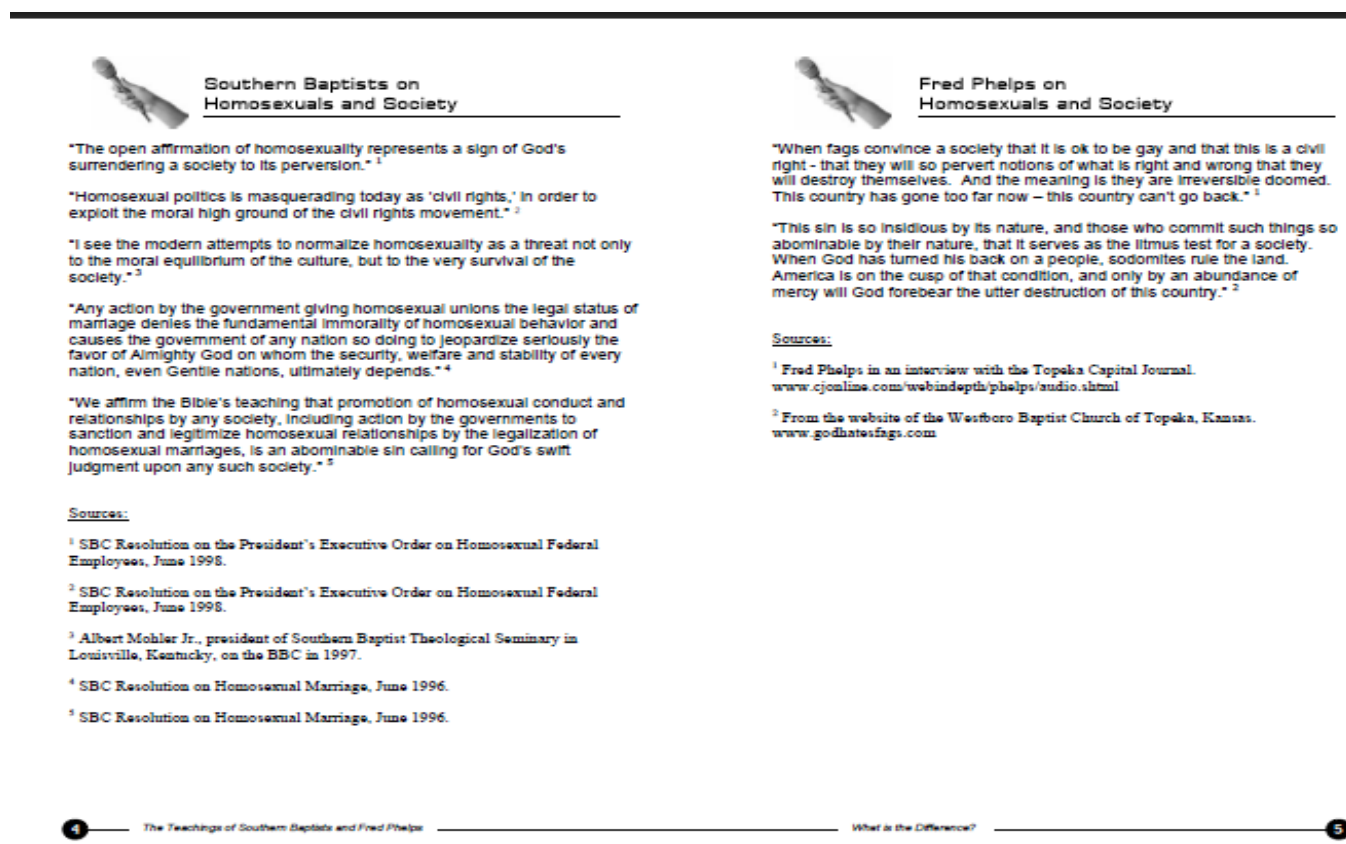 Southern Baptists on
Homosexuals and Society
"The open affirmation of homosexuality represents a sign of God's
surrendering a society to its perversion." 1
"Homosexual politics is masquerading today as 'civil rights,' in order to
exploit the moral high ground of the civil rights movement." 2
"I see the modern attempts to normalize homosexuality as a threat not only
to the moral equilibrium of the culture, but to the very survival of the
society." 3
"Any action by the government giving homosexual unions the legal status of
marriage denies the fundamental immorality of homosexual behavior and
causes the government of any nation so doing to jeopardize seriously the
favor of Almighty God on whom the security, welfare and stability of every
nation, even Gentile nations, ultimately depends." 4
"We affirm the Bible's teaching that promotion of homosexual conduct and
relationships by any society, including action by the governments to
sanction and legitimize homosexual relationships by the legalization of
homosexual marriages, is an abominable sin calling for God's swift
judgment upon any such society." 5
Sources:
1 SBC Resolution on the President's Executive Order on Homosexual Federal
Employees, June 1998.
2 SBC Resolution on the President's Executive Order on Homosexual Federal
Employees, June 1998.
3 Albert Mohler Jr., president of Southern Baptist Theological Seminary in
Louisville, Kentucky, on the BBC in 1997.
4 SBC Resolution on Homosexual Marriage, June 1996.
5 SBC Resolution on Homosexual Marriage, June 1996.
4 The Teachings of Southern Baptists and Fred Phelps
Fred Phelps on
Homosexuals and Society
"When fags convince a society that it is ok to be gay and that this is a civil
right - that they will so pervert notions of what is right and wrong that they
will destroy themselves. And the meaning is they are irreversible doomed.
This country has gone too far now – this country can't go back." 1
"This sin is so insidious by its nature, and those who commit such things so
abominable by their nature, that it serves as the litmus test for a society.
When God has turned his back on a people, sodomites rule the land.
America is on the cusp of that condition, and only by an abundance of
mercy will God forebear the utter destruction of this country." 2
Sources:
1 Fred Phelps in an interview with the Topeka Capital Journal.
www.cjonline.com/webindepth/phelps/audio.shtml
2 From the website of the Westboro Baptist Church of Topeka, Kansas.
www.godhatesfags.com
What is the Difference? 5